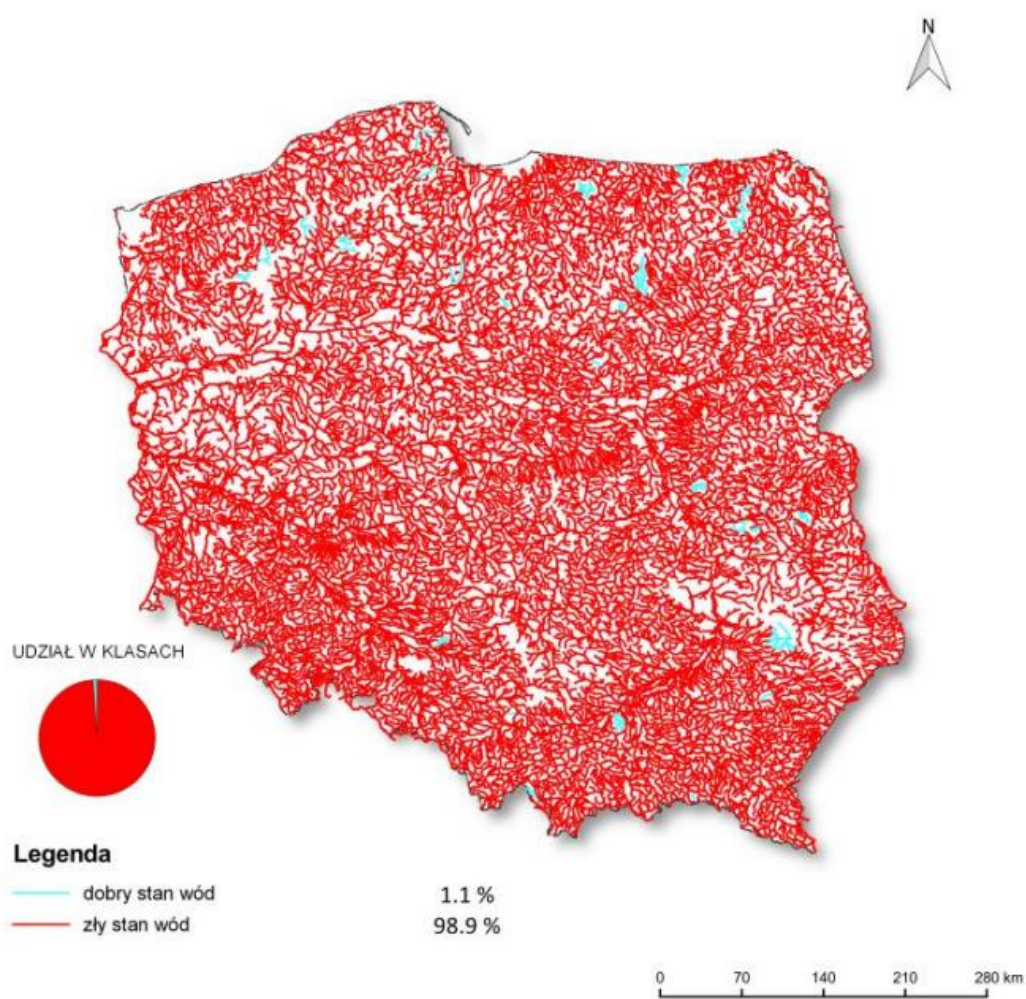 N
UDZIAŁ W KLASACH
Legenda
dobry stan wód 1.1 %
zły stan wód 98.9 %
0 70 140 210 280 km